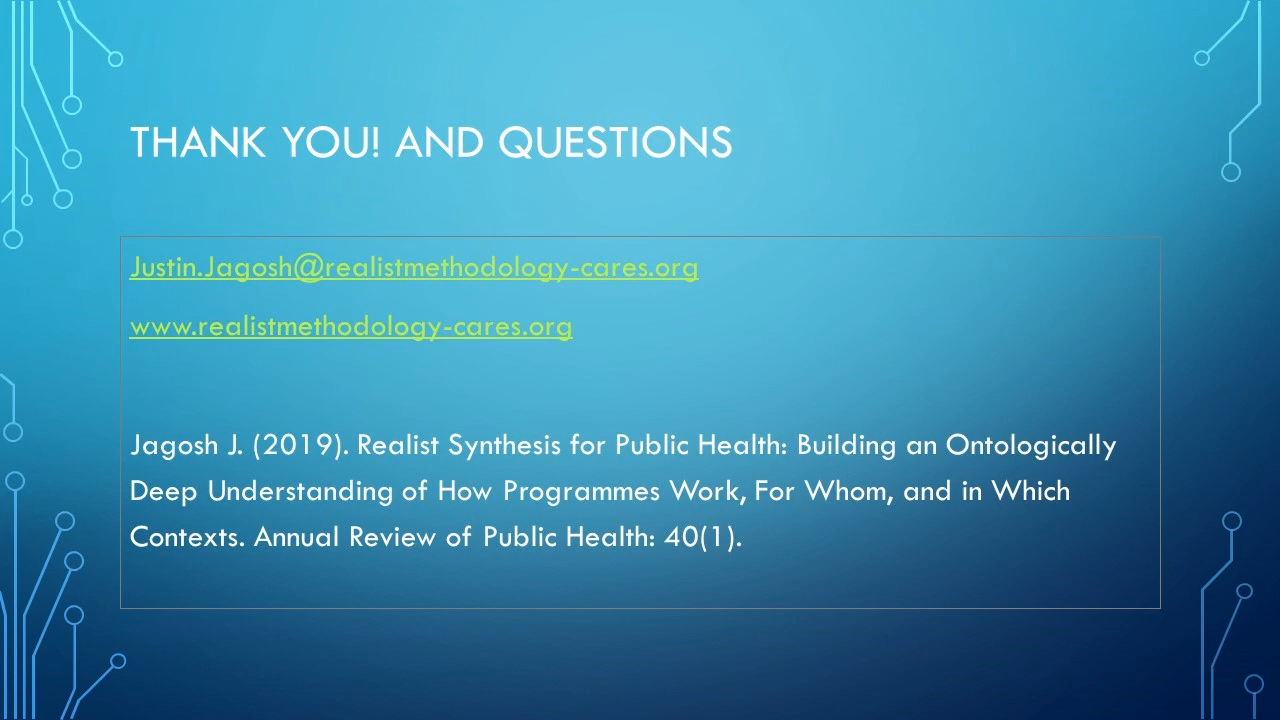 THANK YOU! AND QUESTIONS
Justin.Jagosh@realistmethodology-cares.org
www.realistmethodology-cares.org
Jagosh J. (2019). Realist Synthesis for Public Health: Building an Ontologically
Deep Understanding of How Programmes Work, For Whom, and in Which
Contexts. Annual Review of Public Health: 40(1).